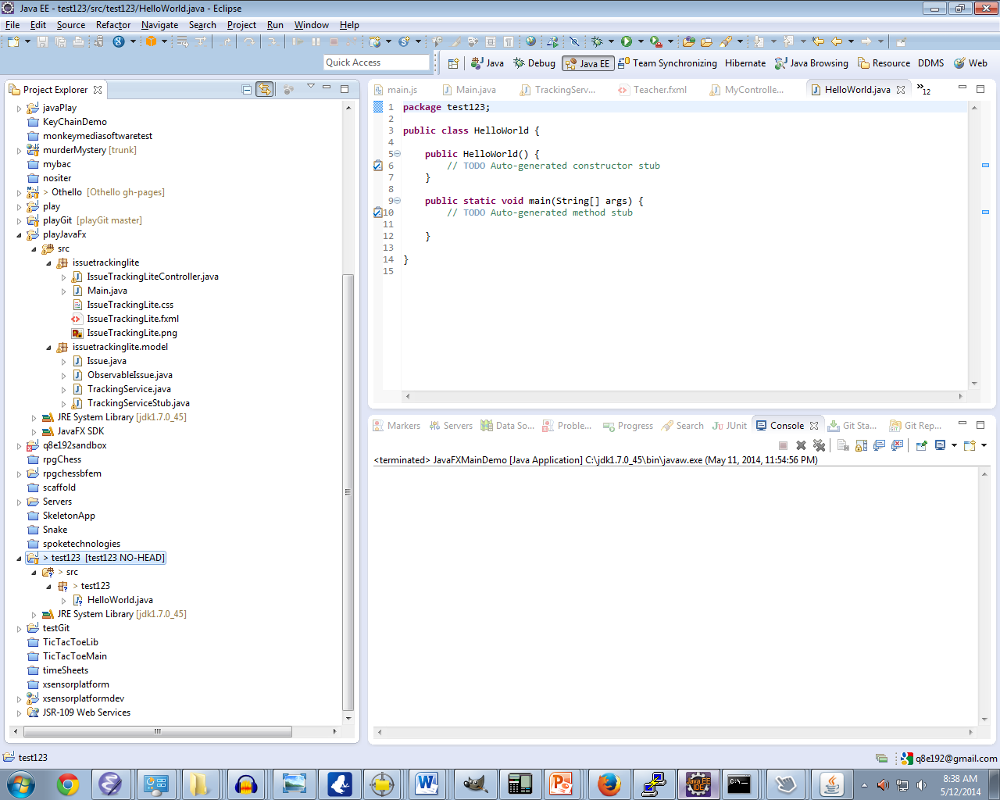 Java EE - test123/src/test123/HelloWorld.java - Eclipse
File Edit Source Refactor Navigate Search Project Run Window Help
Quick Access
Java Debug Java EE Team Synchronizing Hibernate Java Browsing Resource DDMS Web
Project Explorer
javaPlay
KeyChainDemo
monkeymediasoftwaretest
murderMystery [trunk]
mybac
nositer
> Othello [Othello gh-pages]
play
playGit [playGit master]
playJavaFx
src
issuetrackinglite
IssueTrackingLiteController.java
Main.java
IssueTrackingLite.css
IssueTrackingLite.fxml
IssueTrackingLite.png
issuetrackinglite.model
Issue.java
ObservableIssue.java
TrackingService.java
TrackingServiceStub.java
JRE System Library [jdk1.7.0_45]
JavaFX SDK
q8e192sandbox
rpgChess
rpgchessbfem
scaffold
Servers
SkeletonApp
Snake
spoketechnologies
> test123 [test123 NO-HEAD]
> src
> test123
HelloWorld.java
JRE System Library [jdk1.7.0_45]
testGit
TicTacToeLib
TicTacToeMain
timeSheets
xsensorplatform
xsensorplatformdev
JSR-109 Web Services
main.js Main.java TrackingServ... Teacher.fxml MyControlle... HelloWorld.java »12
1 package test123;
2
3 public class HelloWorld {
4
5 public HelloWorld() {
6 // TODO Auto-generated constructor stub
7 }
8
9 public static void main(String[] args) {
10 // TODO Auto-generated method stub
11
12 }
13
14 }
15
Markers Servers Data So... Proble... Progress Search JUnit Console Git Sta... Git Rep...
<terminated> JavaFXMainDemo [Java Application] C:\jdk1.7.0_45\bin\javaw.exe (May 11, 2014, 11:54:56 PM)
test123
q8e192@gmail.com
8:38 AM
5/12/2014